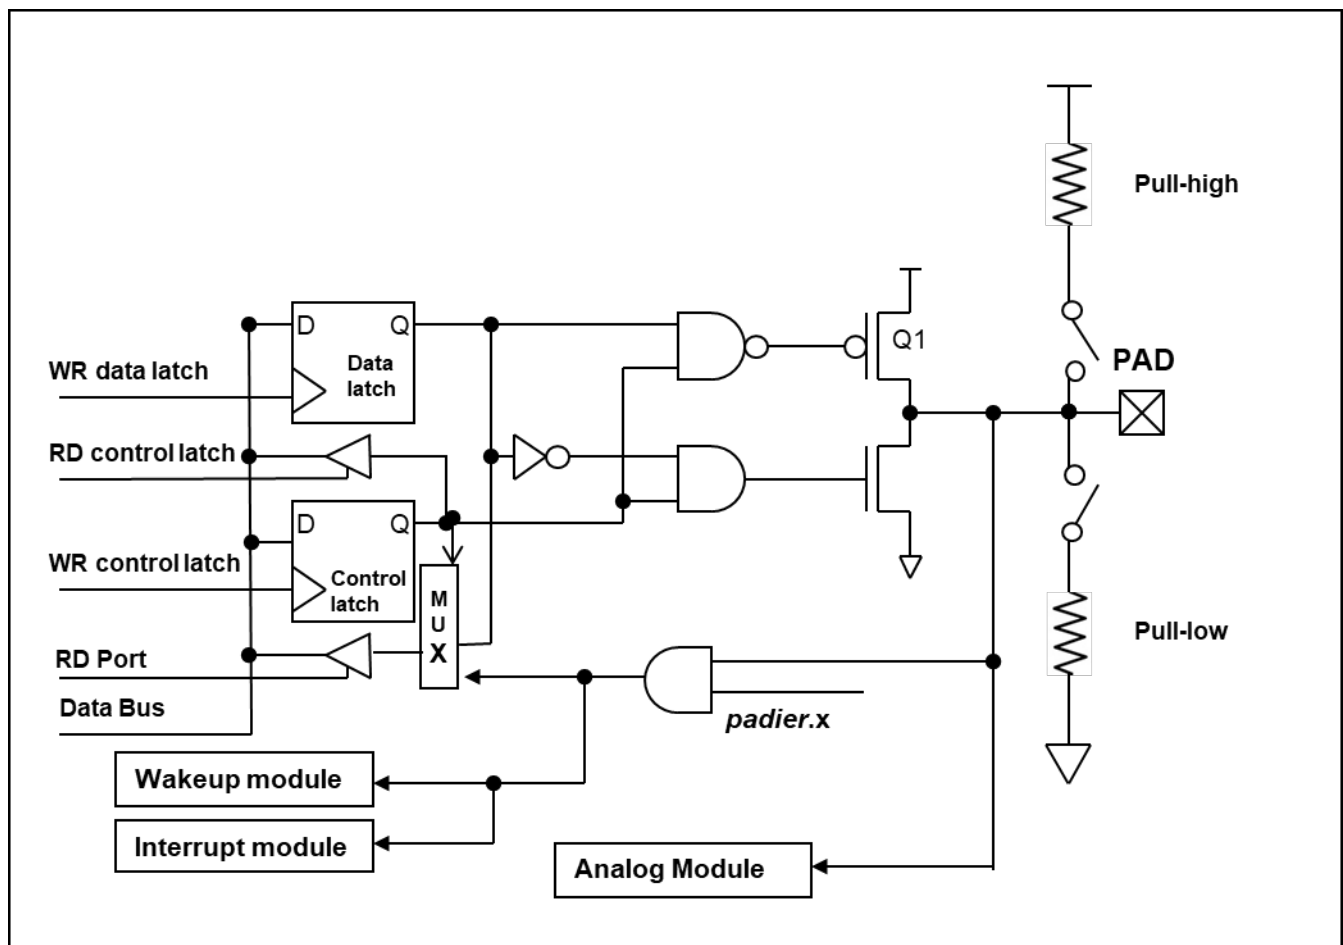 Pull-high
D
Q
Data
latch
WR data latch
Q1
PAD
RD control latch
D
Q
WR control latch
Control
latch
M
U
X
Pull-low
RD Port
Data Bus
padier.x
Wakeup module
Interrupt module
Analog Module